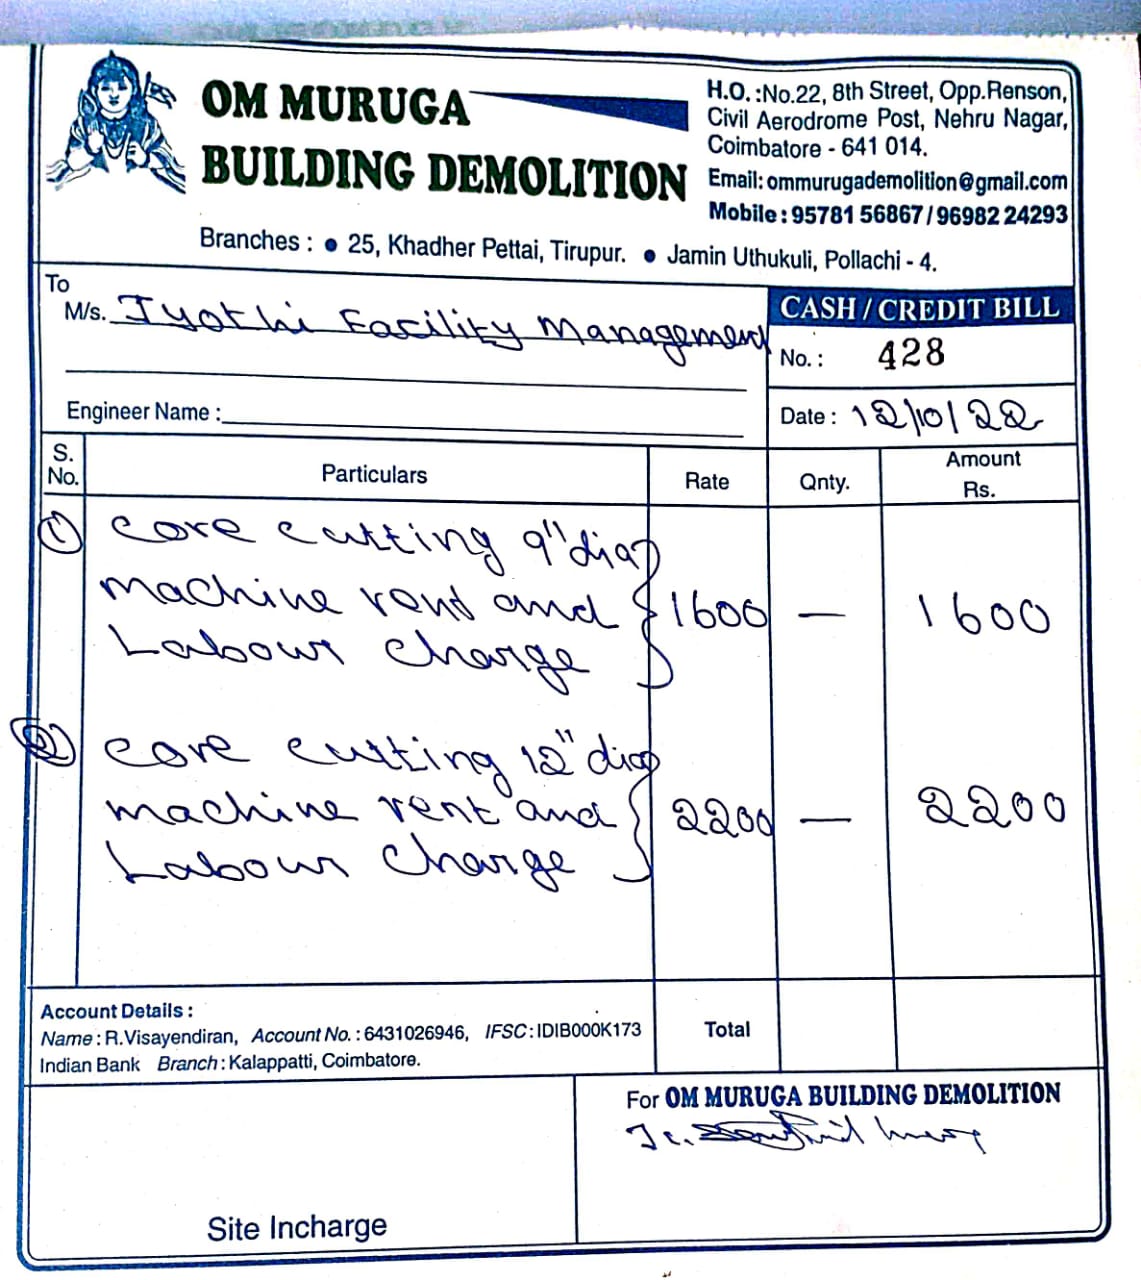 OM MURUGA
BUILDING DEMOLITION
H.O.:No.22, 8th Street, Opp.Renson,
Civil Aerodrome Post, Nehru Nagar,
Coimbatore - 641 014.
Email: ommurugademolition@gmail.com
Mobile: 95781 56867 / 96982 24293
Branches : ● 25, Khadher Pettai, Tirupur. ● Jamin Uthukuli, Pollachi - 4.
To
M/s. Jyothi Facility Management
CASH / CREDIT BILL
No. : 428
Engineer Name :
Date : 12/10/22
S. No. Particulars Rate Qnty. Amount Rs.
① core cutting 9" dia
machine rent and 1600 — 1600
Labour charge
② core cutting 12" dia
machine rent and 2200 — 2200
Labour charge
Account Details :
Name : R.Visayendiran, Account No. : 6431026946, IFSC : IDIB000K173
Indian Bank Branch : Kalappatti, Coimbatore.
Total
For OM MURUGA BUILDING DEMOLITION
Site Incharge